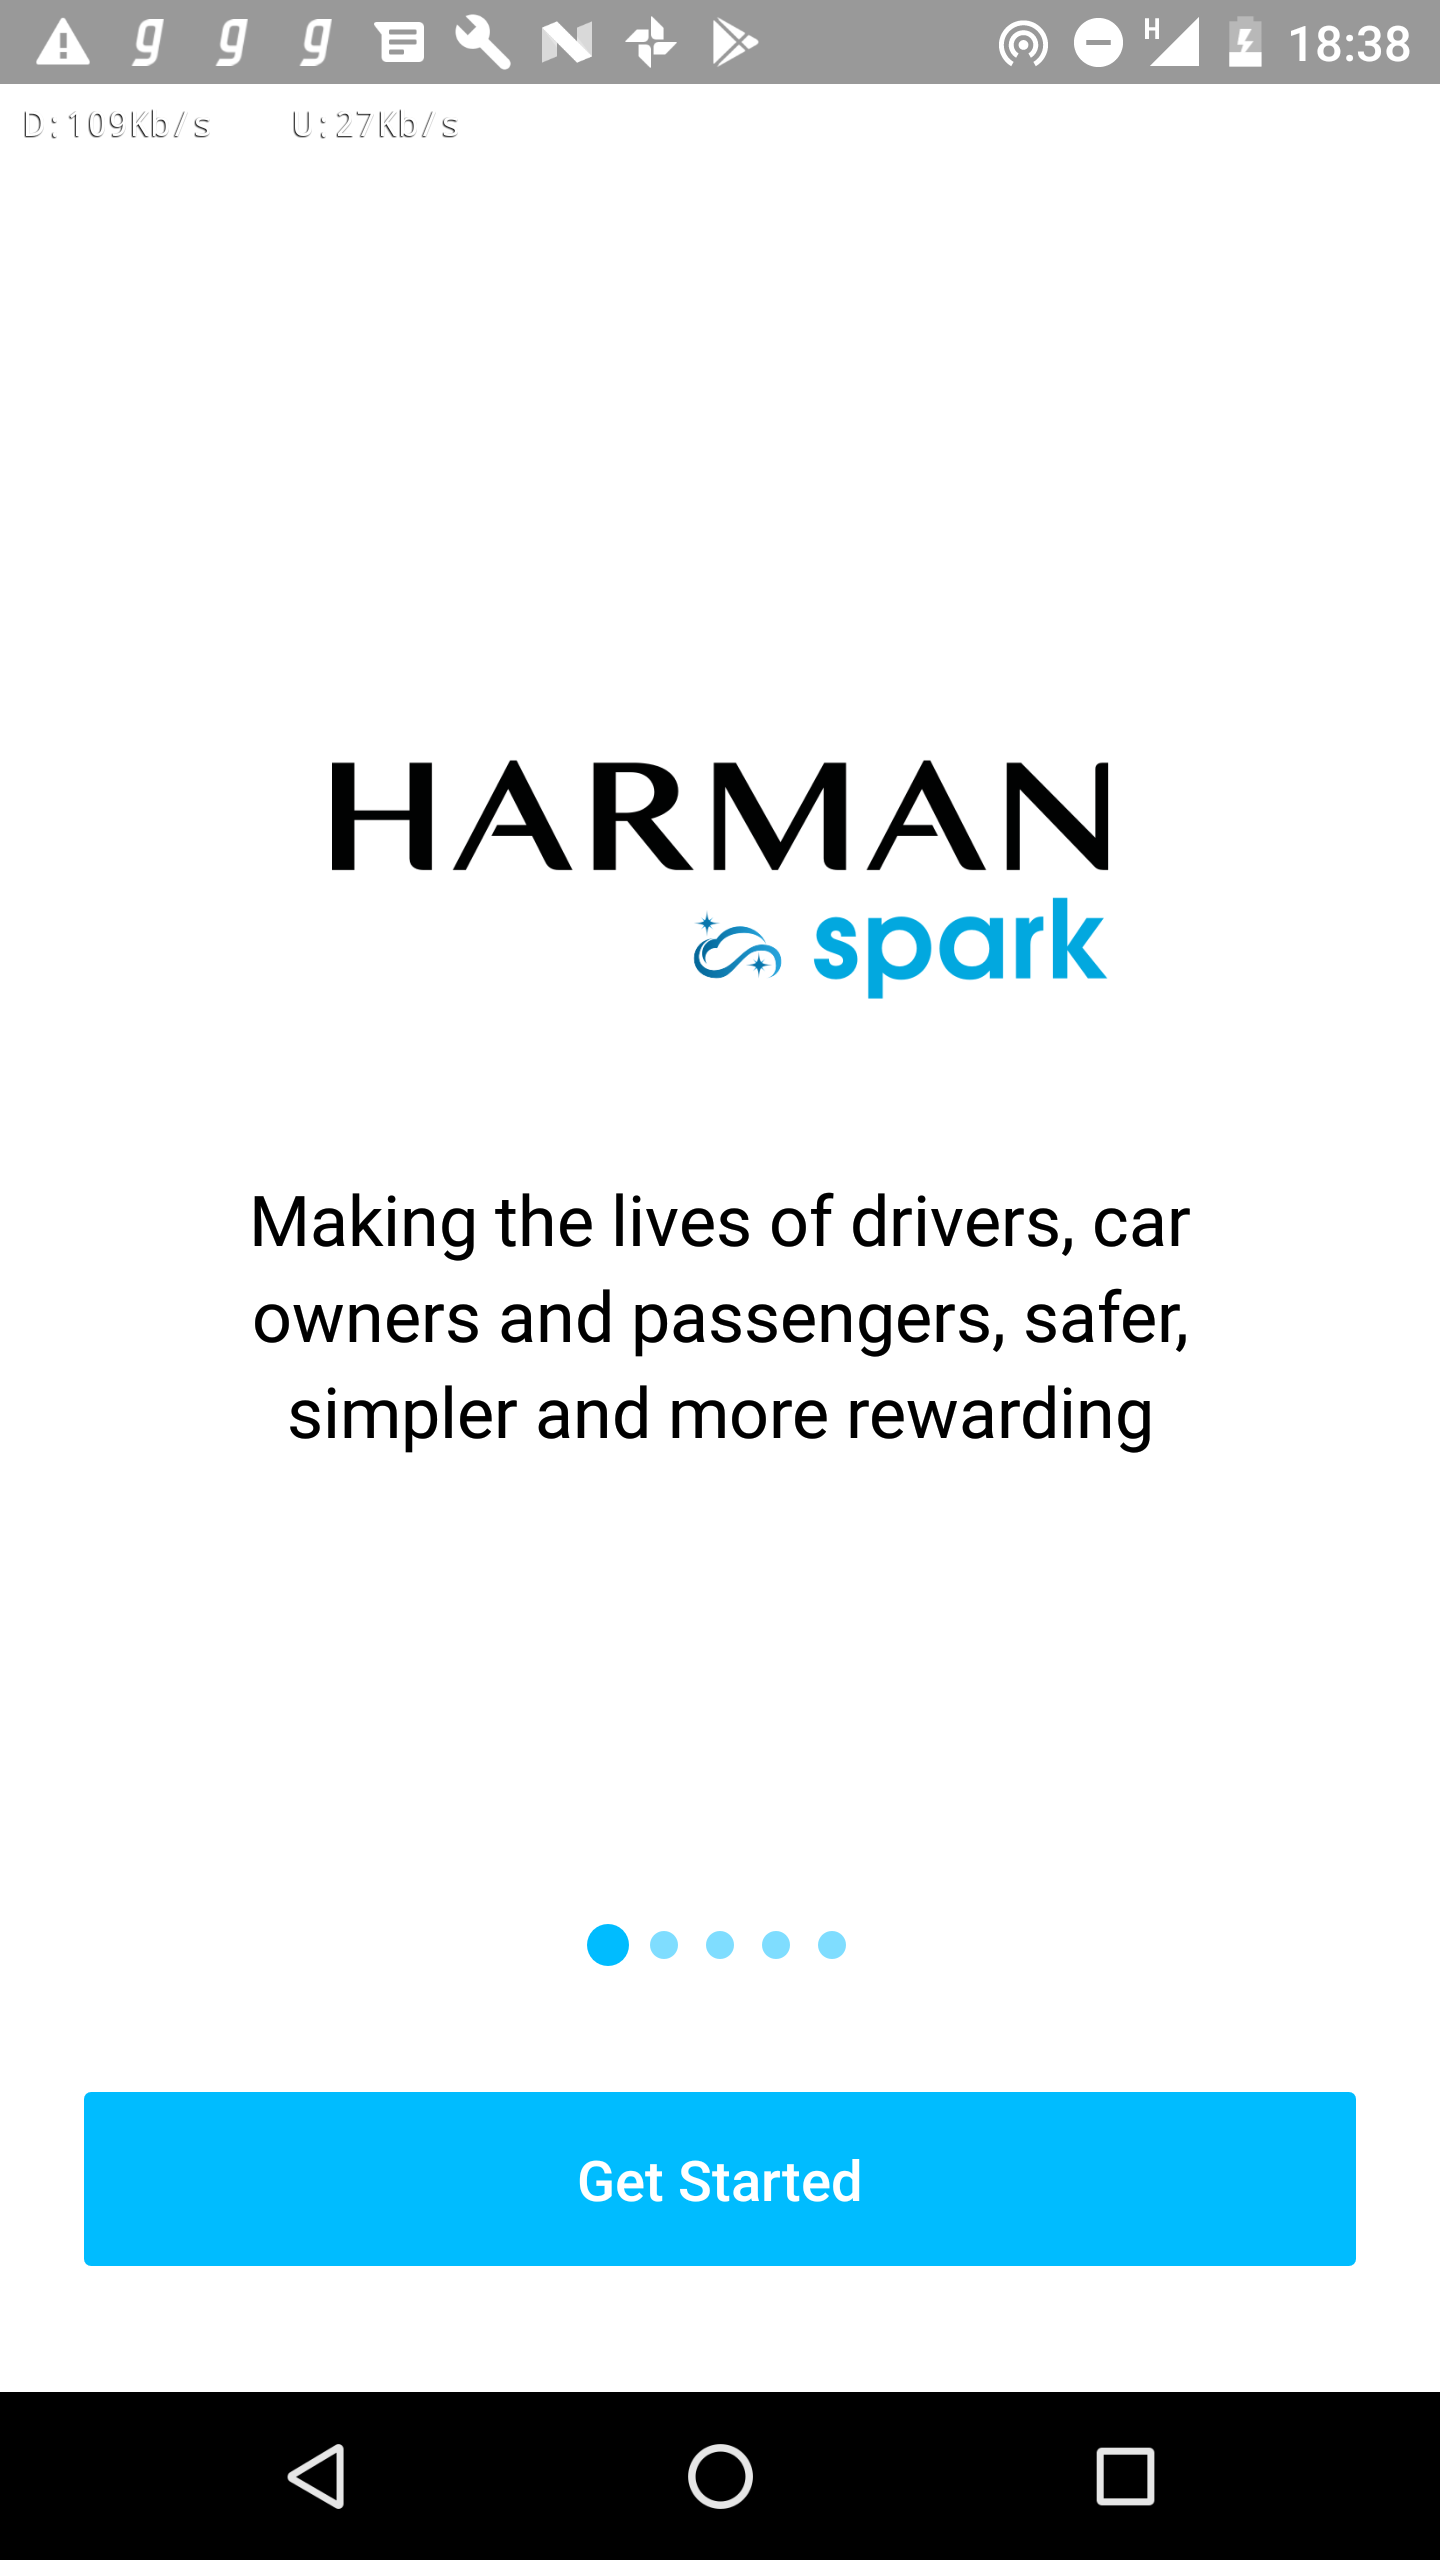 g g g H 18:38
D:109Kb/s U:27Kb/s
HARMAN
spark
Making the lives of drivers, car
owners and passengers, safer,
simpler and more rewarding
Get Started